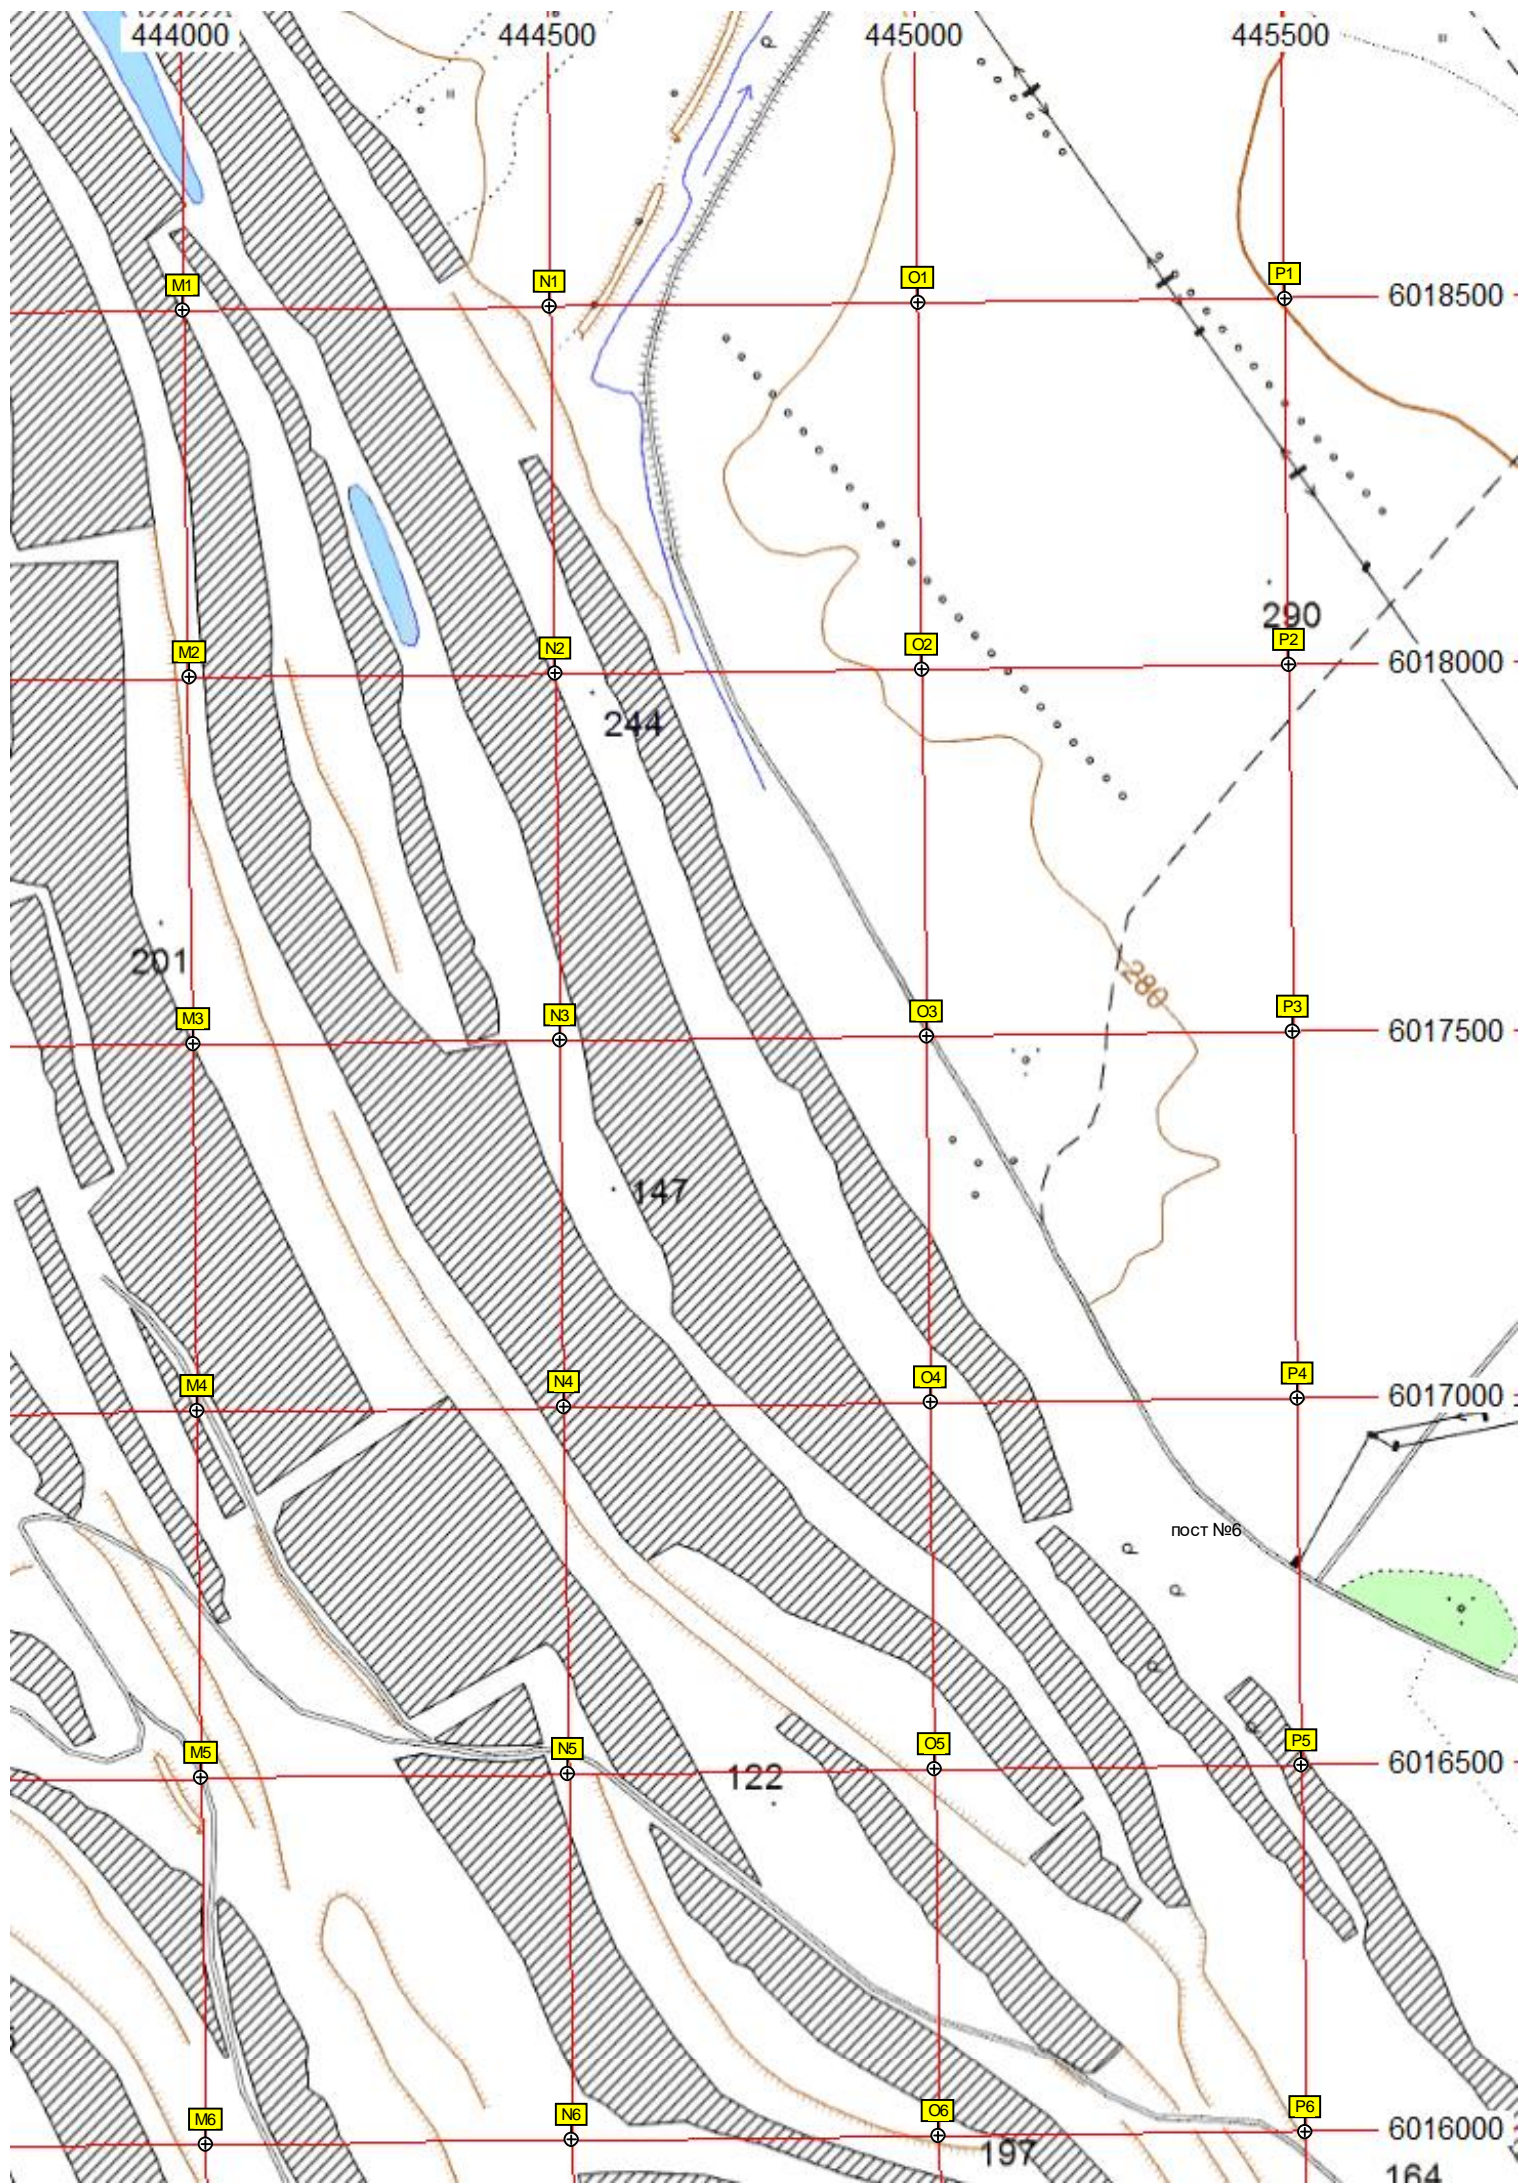 444000 444500 445000 445500
M1 N1 O1 P1 6018500
290
M2 N2 O2 P2 6018000
244
201
280
M3 N3 O3 P3 6017500
147
M4 N4 O4 P4 6017000
пост №6
M5 N5 O5 P5 6016500
122
M6 N6 O6 P6 6016000
197
164